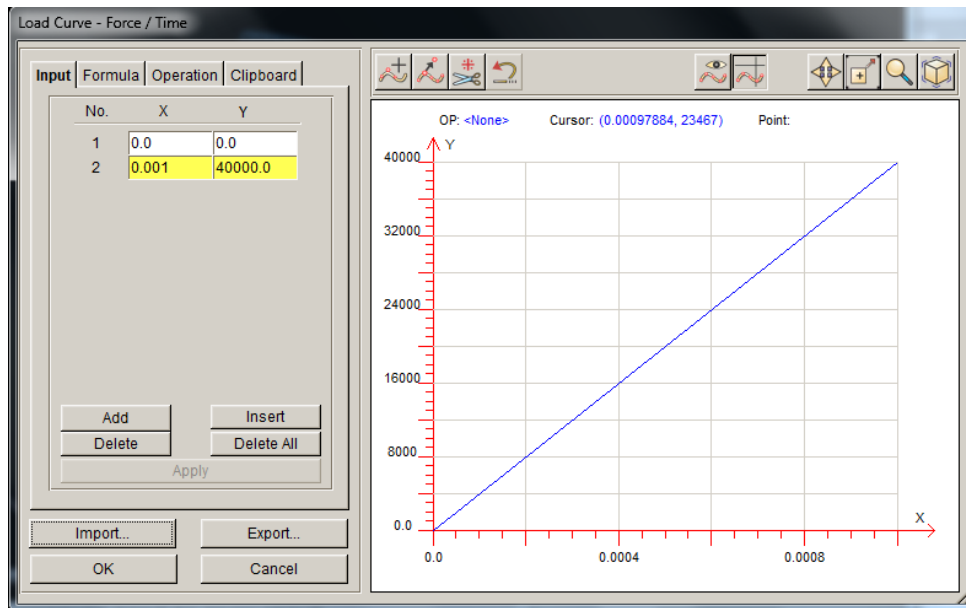 Load Curve - Force / Time
Input Formula Operation Clipboard
No. X Y
1 0.0 0.0
2 0.001 40000.0
Add Insert
Delete Delete All
Apply
Import... Export...
OK Cancel
OP: <None> Cursor: (0.00097884, 23467) Point:
Y
40000
32000
24000
16000
8000
0.0
X
0.0 0.0004 0.0008